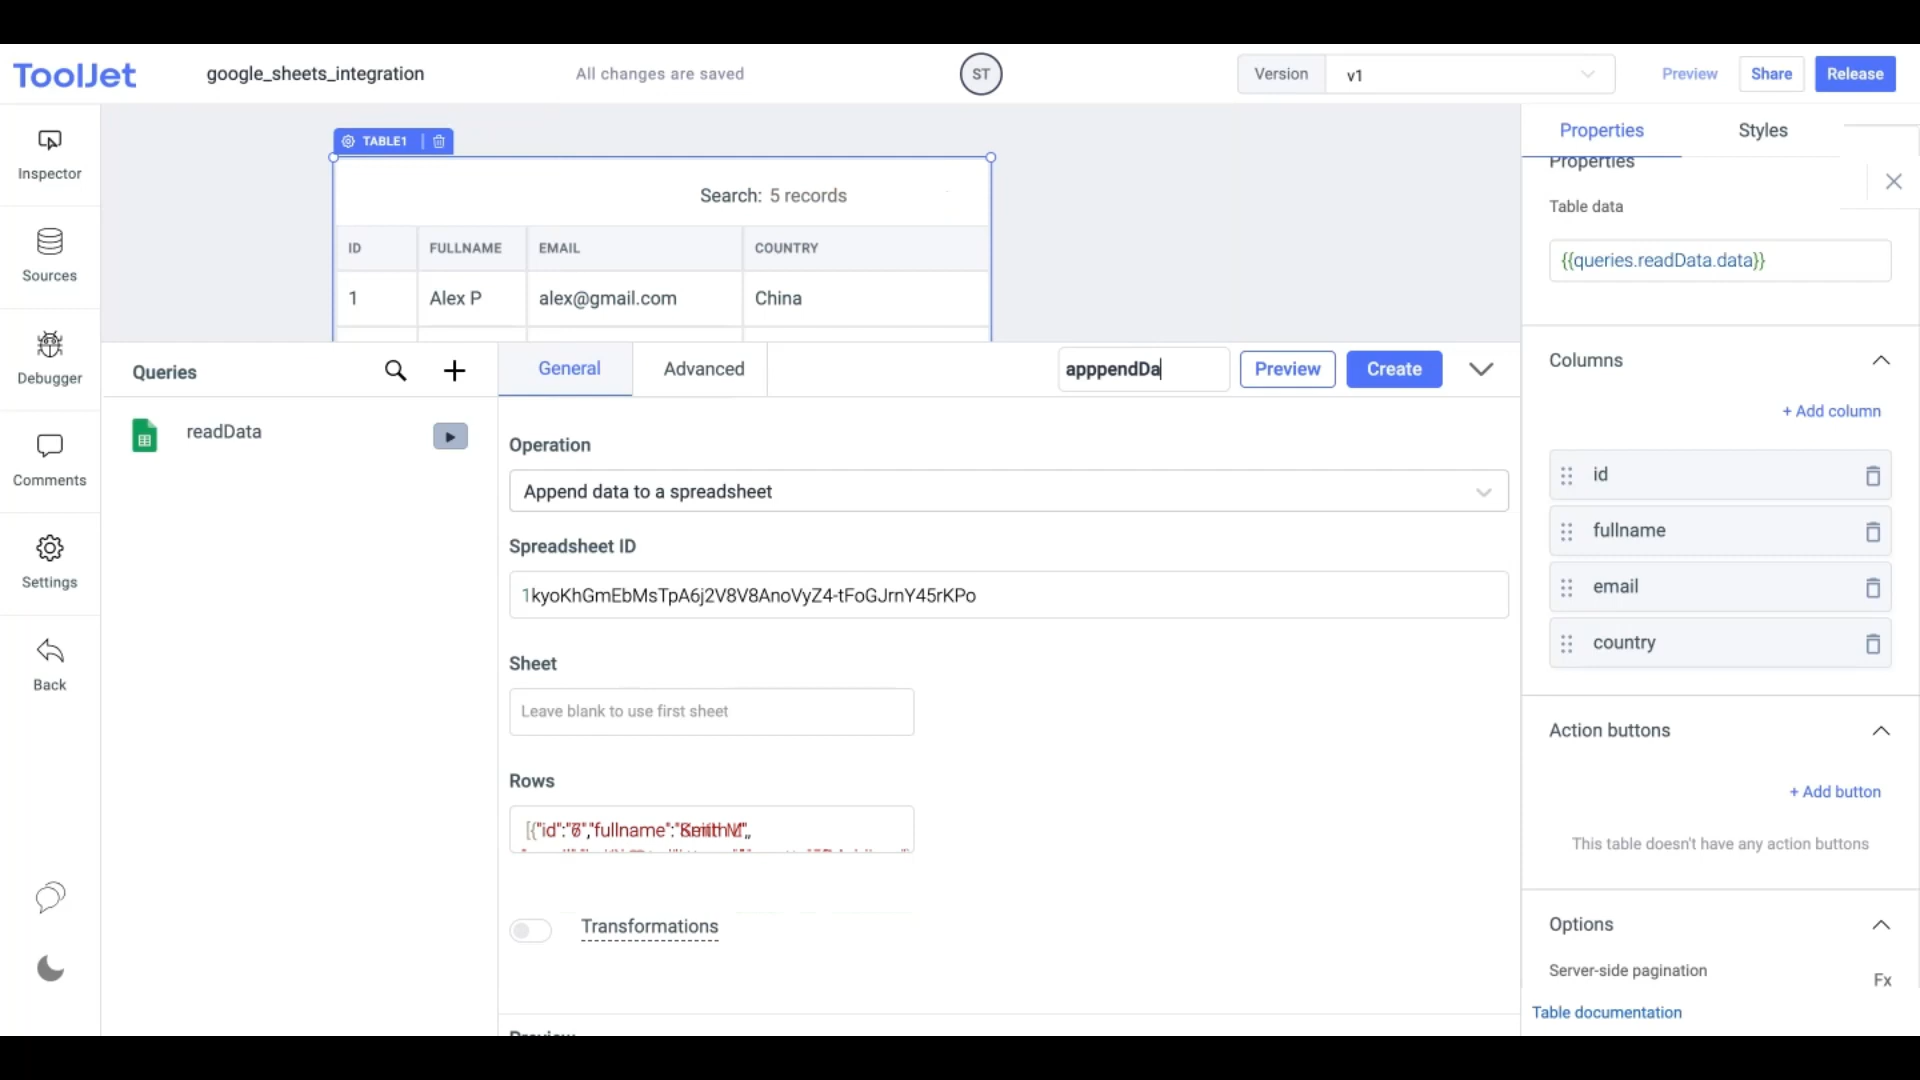 ToolJet
google_sheets_integration
All changes are saved
ST
Version
v1
Preview
Share
Release
Inspector
Sources
Debugger
Comments
Settings
Back
TABLE1
Search: 5 records
ID FULLNAME EMAIL COUNTRY
1 Alex P alex@gmail.com China
Queries
readData
General
Advanced
apppendDa
Preview
Create
Operation
Append data to a spreadsheet
Spreadsheet ID
1kyoKhGmEbMsTpA6j2V8V8AnoVyZ4-tFoGJrnY45rKPo
Sheet
Leave blank to use first sheet
Rows
[{"id":"","fullname":"
Transformations
Preview
Properties
Styles
Properties
Table data
{{queries.readData.data}}
Columns
+ Add column
id
fullname
email
country
Action buttons
+ Add button
This table doesn't have any action buttons
Options
Server-side pagination
Fx
Table documentation